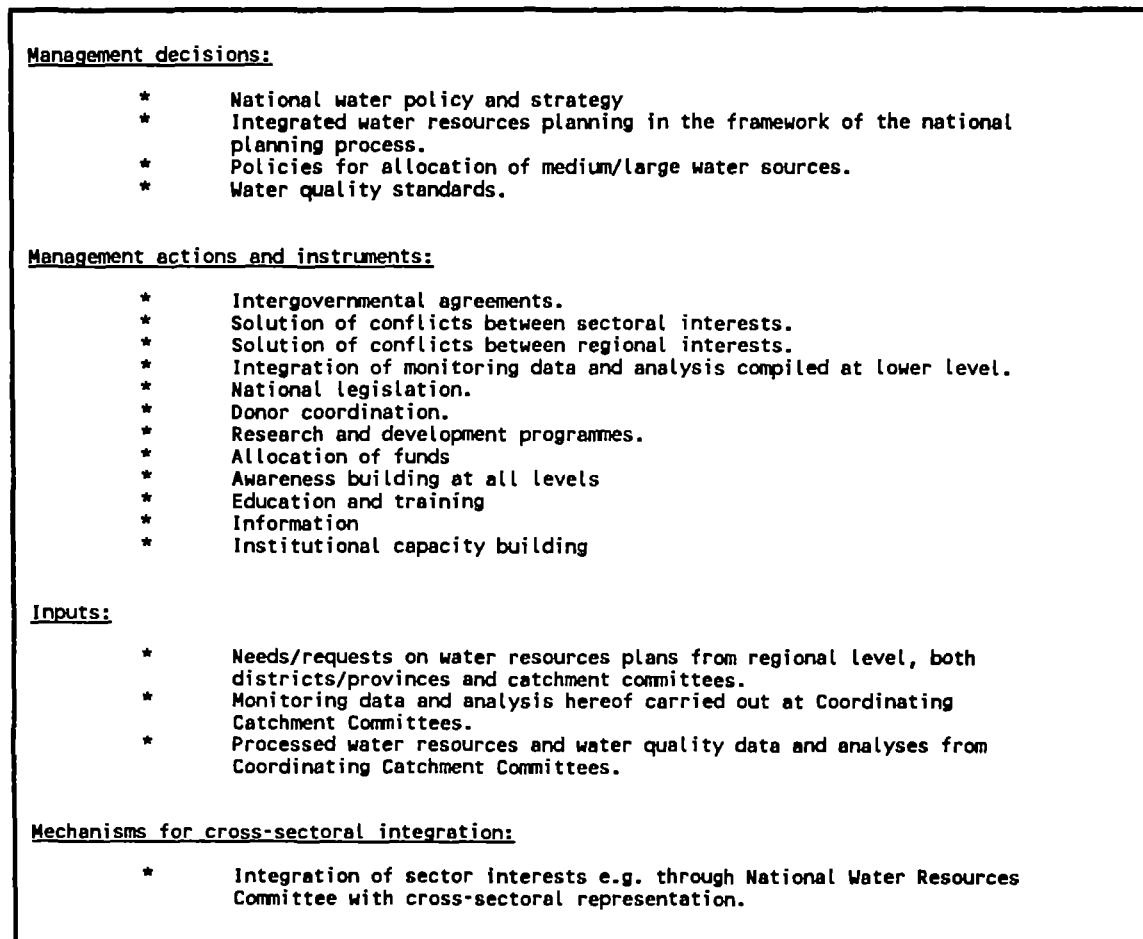 Management decisions:
* National water policy and strategy
* Integrated water resources planning in the framework of the national
planning process.
* Policies for allocation of medium/large water sources.
* Water quality standards.
Management actions and instruments:
* Intergovernmental agreements.
* Solution of conflicts between sectoral interests.
* Solution of conflicts between regional interests.
* Integration of monitoring data and analysis compiled at lower level.
* National legislation.
* Donor coordination.
* Research and development programmes.
* Allocation of funds
* Awareness building at all levels
* Education and training
* Information
* Institutional capacity building
Inputs:
* Needs/requests on water resources plans from regional level, both
districts/provinces and catchment committees.
* Monitoring data and analysis hereof carried out at Coordinating
Catchment Committees.
* Processed water resources and water quality data and analyses from
Coordinating Catchment Committees.
Mechanisms for cross-sectoral integration:
* Integration of sector interests e.g. through National Water Resources
Committee with cross-sectoral representation.